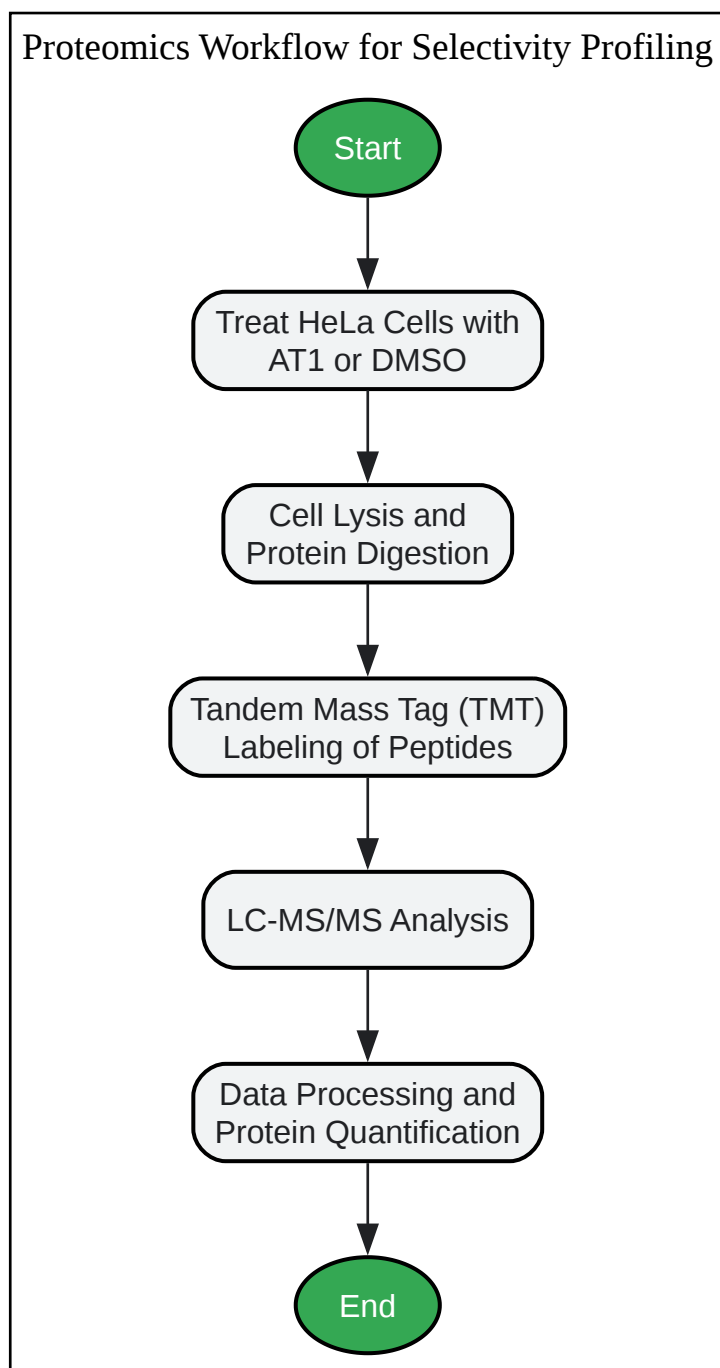 Proteomics Workflow for Selectivity Profiling
Start
Treat HeLa Cells with
AT1 or DMSO
Cell Lysis and
Protein Digestion
Tandem Mass Tag (TMT)
Labeling of Peptides
LC-MS/MS Analysis
Data Processing and
Protein Quantification
End